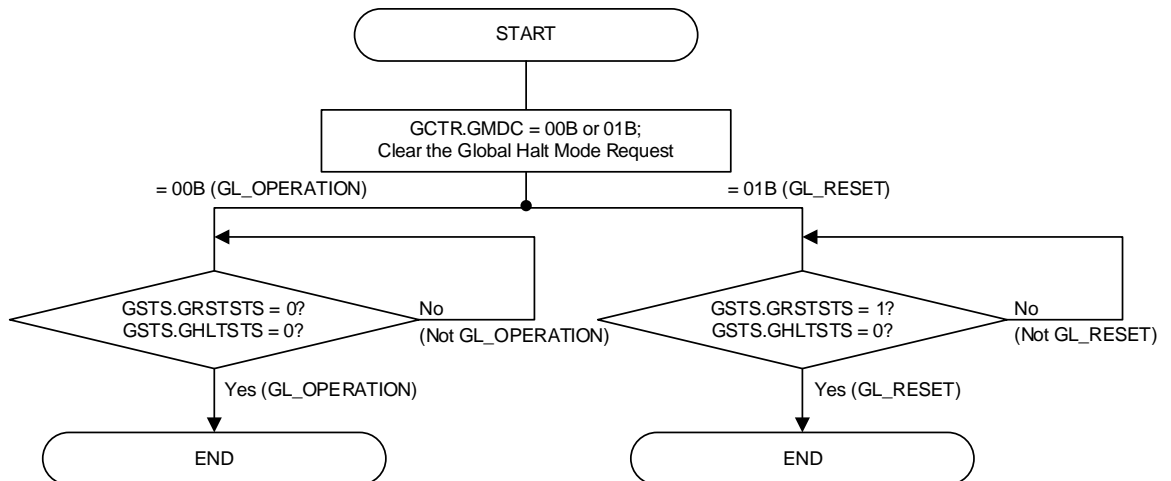 START
GCTR.GMDC = 00B or 01B;
Clear the Global Halt Mode Request
= 00B (GL_OPERATION)
= 01B (GL_RESET)
GSTS.GRSTSTS = 0?
GSTS.GHLTSTS = 0?
No
(Not GL_OPERATION)
GSTS.GRSTSTS = 1?
GSTS.GHLTSTS = 0?
No
(Not GL_RESET)
Yes (GL_OPERATION)
Yes (GL_RESET)
END
END